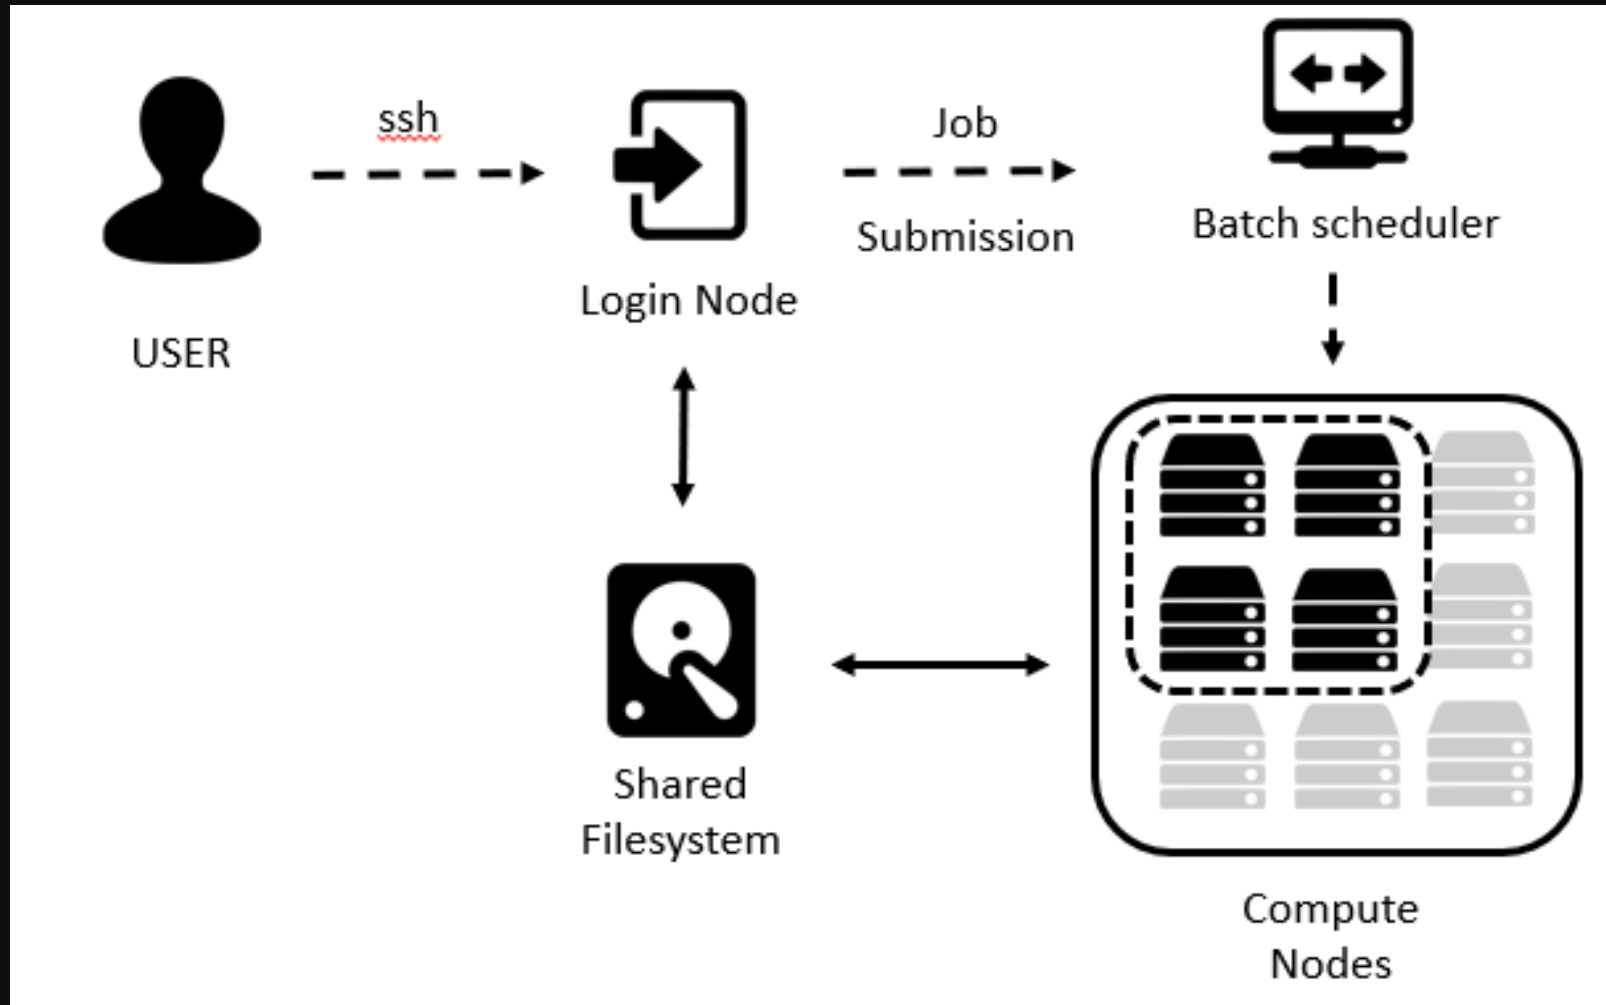 ssh
Job
Submission
Batch scheduler
Login Node
USER
Shared
Filesystem
Compute
Nodes